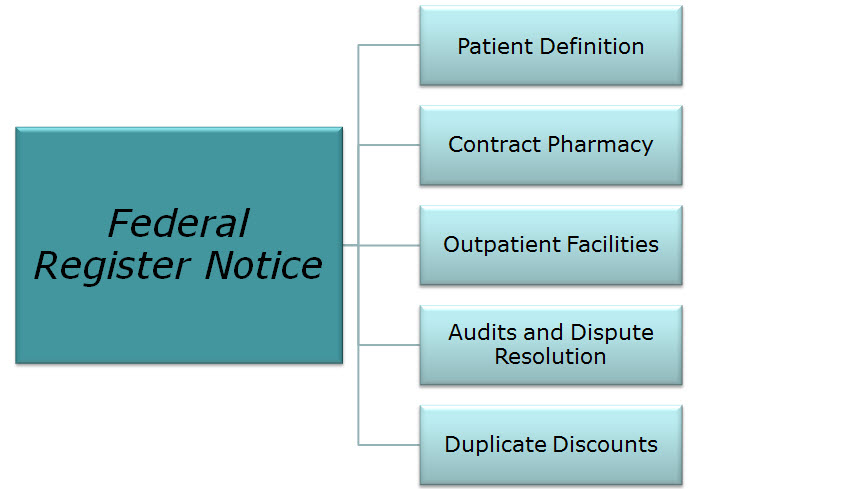 Federal
Register Notice
Patient Definition
Contract Pharmacy
Outpatient Facilities
Audits and Dispute
Resolution
Duplicate Discounts